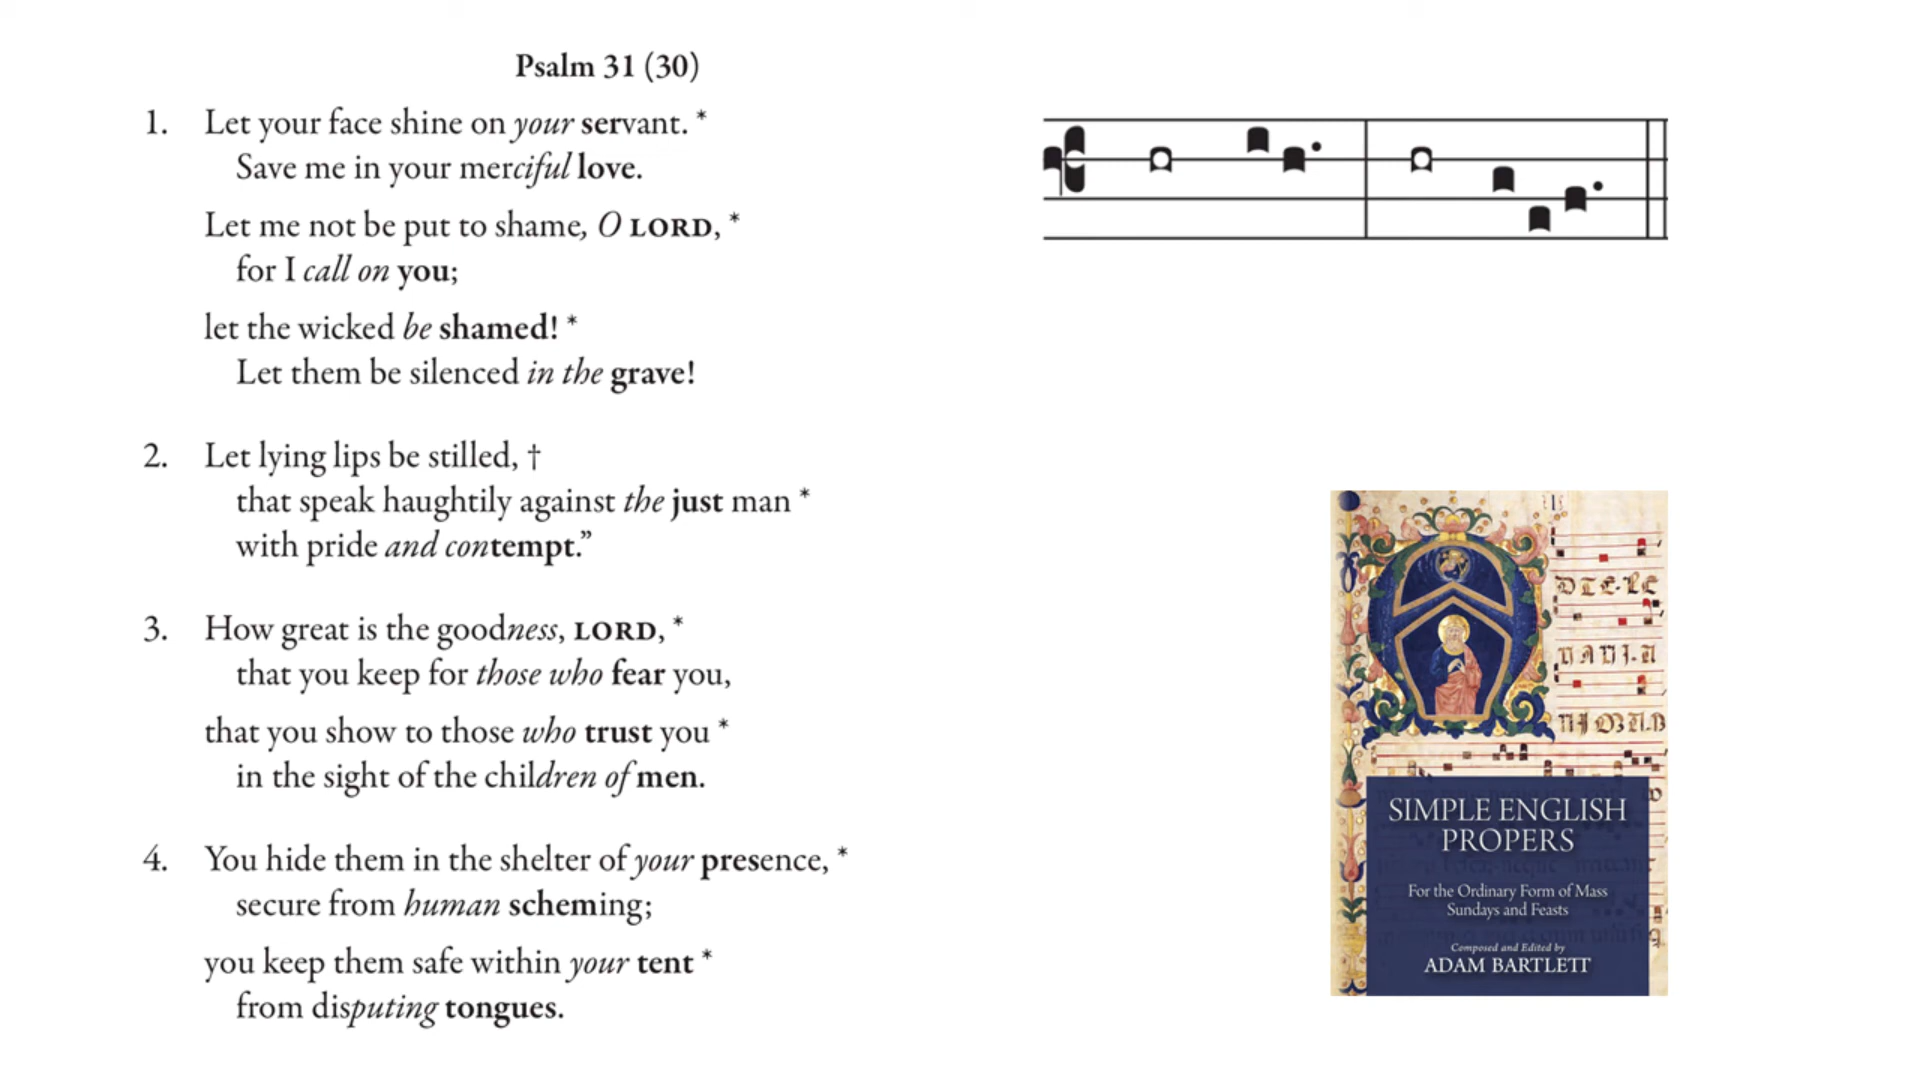 Psalm 31 (30)
1. Let your face shine on your servant. *
Save me in your merciful love.
Let me not be put to shame, O LORD, *
for I call on you;
let the wicked be shamed! *
Let them be silenced in the grave!
2. Let lying lips be stilled, †
that speak haughtily against the just man *
with pride and contempt.”
3. How great is the goodness, LORD, *
that you keep for those who fear you,
that you show to those who trust you *
in the sight of the children of men.
4. You hide them in the shelter of your presence, *
secure from human scheming;
you keep them safe within your tent *
from disputing tongues.
SIMPLE ENGLISH
PROPERS
For the Ordinary Form of Mass
Sundays and Feasts
Composed and Edited by
ADAM BARTLETT